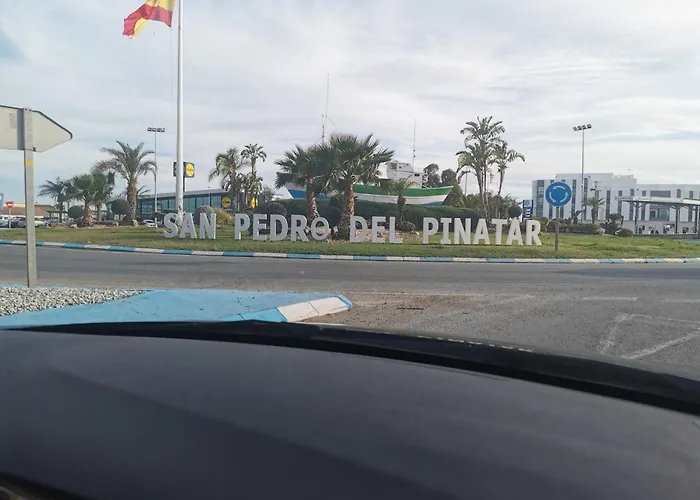 SAN PEDRO DEL PINATAR